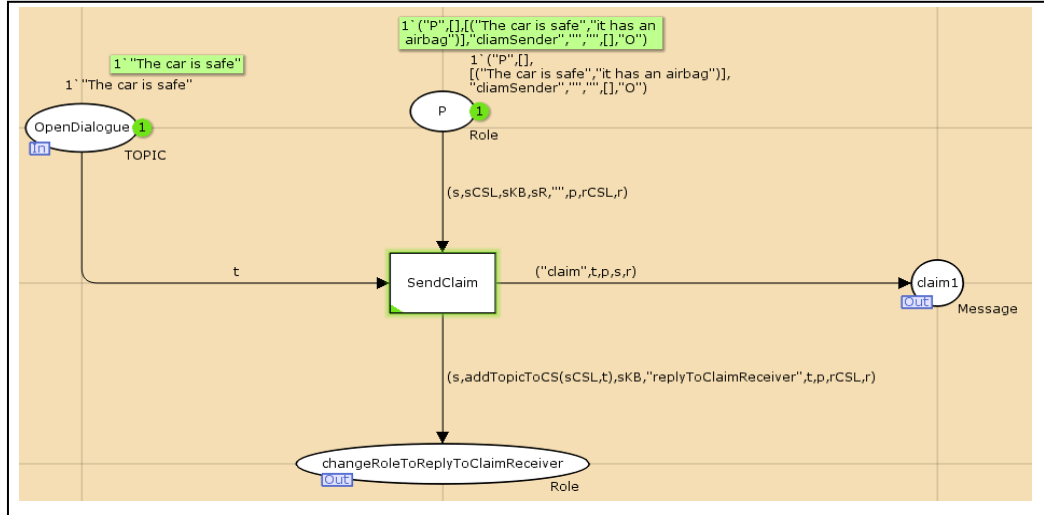 1`("P",[],[("The car is safe","it has an
airbag")],"cliamSender","","",[],"O")
1`"The car is safe"
1`"The car is safe"
1`("P",[],
[("The car is safe","it has an airbag")],
"cliamSender","","",[],"O")
OpenDialogue
1
In
TOPIC
P
1
Role
(s,sCSL,sKB,sR,"",p,rCSL,r)
t
SendClaim
("claim",t,p,s,r)
claim1
Out
Message
(s,addTopicToCS(sCSL,t),sKB,"replyToClaimReceiver",t,p,rCSL,r)
changeRoleToReplyToClaimReceiver
Out
Role